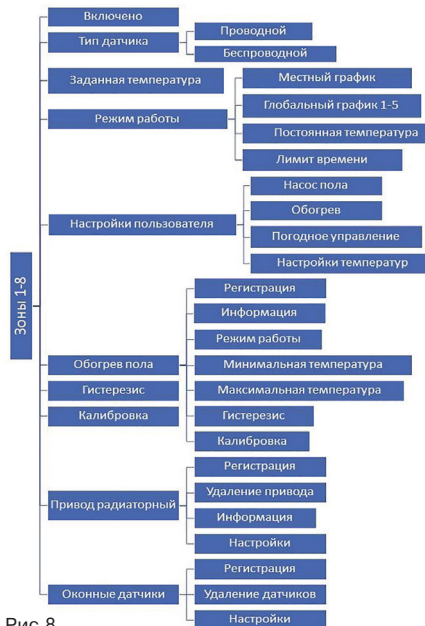 Зоны 1-8
Включено
Тип датчика
Проводной
Беспроводной
Заданная температура
Режим работы
Местный график
Глобальный график 1-5
Постоянная температура
Лимит времени
Настройки пользователя
Насос пола
Обогрев
Погодное управление
Настройки температур
Обогрев пола
Регистрация
Информация
Режим работы
Минимальная температура
Максимальная температура
Гистерезис
Калибровка
Гистерезис
Калибровка
Привод радиаторный
Регистрация
Удаление привода
Информация
Настройки
Оконные датчики
Регистрация
Удаление датчиков
Настройки
Рис 8